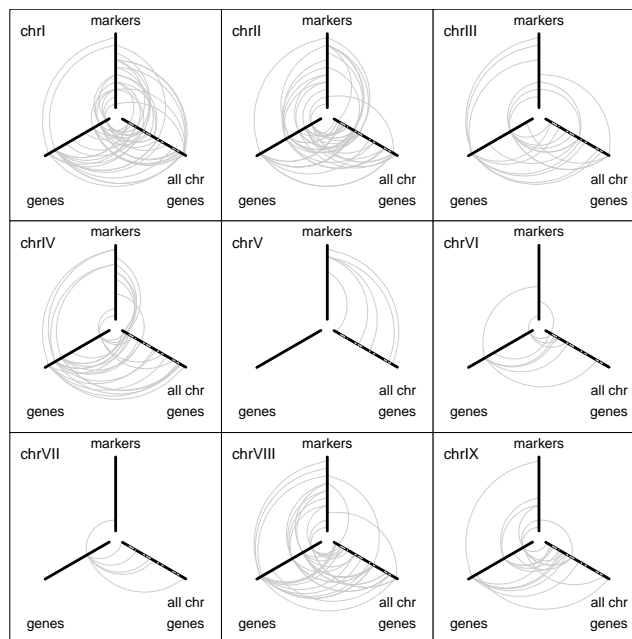 markers
chrI
all chr
genes
genes
markers
chrII
all chr
genes
genes
markers
chrIII
all chr
genes
genes
markers
chrIV
all chr
genes
genes
markers
chrV
all chr
genes
genes
markers
chrVI
all chr
genes
genes
markers
chrVII
all chr
genes
genes
markers
chrVIII
all chr
genes
genes
markers
chrIX
all chr
genes
genes